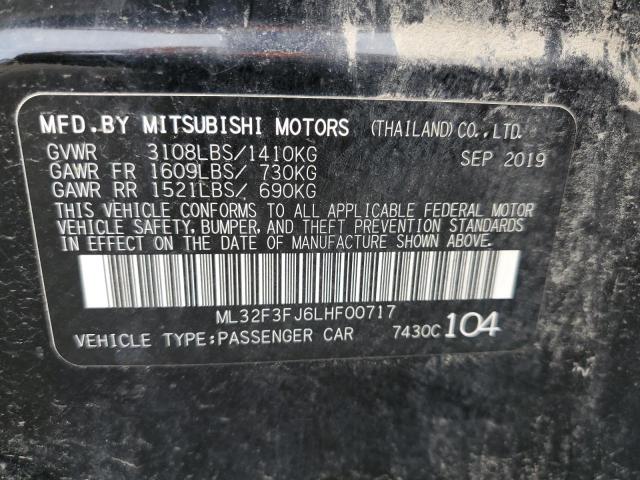 MFD.BY MITSUBISHI MOTORS (THAILAND)CO.,LTD.
GVWR 3108LBS/1410KG SEP 2019
GAWR FR 1609LBS/ 730KG
GAWR RR 1521LBS/ 690KG
THIS VEHICLE CONFORMS TO ALL APPLICABLE FEDERAL MOTOR
VEHICLE SAFETY, BUMPER, AND THEFT PREVENTION STANDARDS
IN EFFECT ON THE DATE OF MANUFACTURE SHOWN ABOVE.
ML32F3FJ6LHF00717
VEHICLE TYPE:PASSENGER CAR 7430C 104